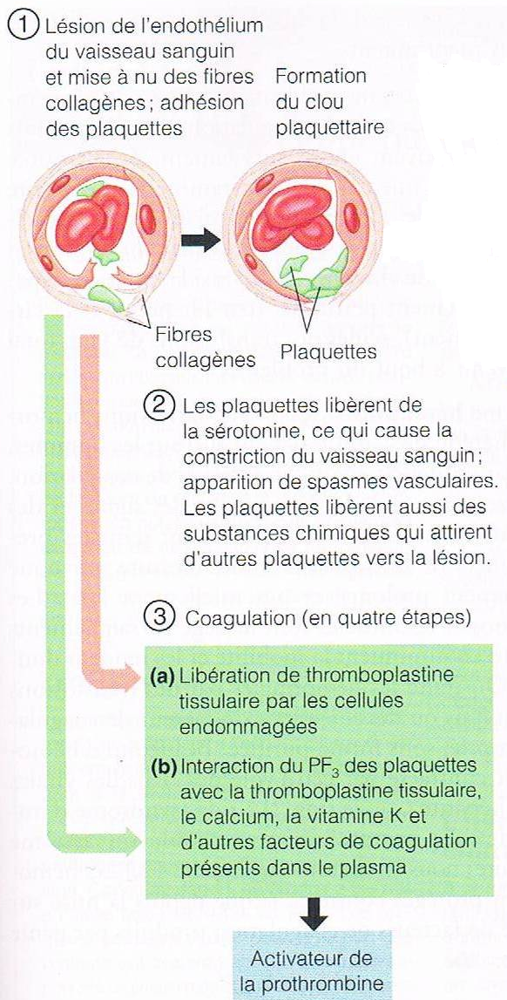 1 Lésion de l'endothélium
du vaisseau sanguin
et mise à nu des fibres
collagènes ; adhésion
des plaquettes
Formation
du clou
plaquettaire
Fibres
collagènes
Plaquettes
2 Les plaquettes libèrent de
la sérotonine, ce qui cause la
constriction du vaisseau sanguin ;
apparition de spasmes vasculaires.
Les plaquettes libèrent aussi des
substances chimiques qui attirent
d'autres plaquettes vers la lésion.
3 Coagulation (en quatre étapes)
(a) Libération de thromboplastine
tissulaire par les cellules
endommagées
(b) Interaction du PF₃ des plaquettes
avec la thromboplastine tissulaire,
le calcium, la vitamine K et
d'autres facteurs de coagulation
présents dans le plasma
Activateur de
la prothrombine